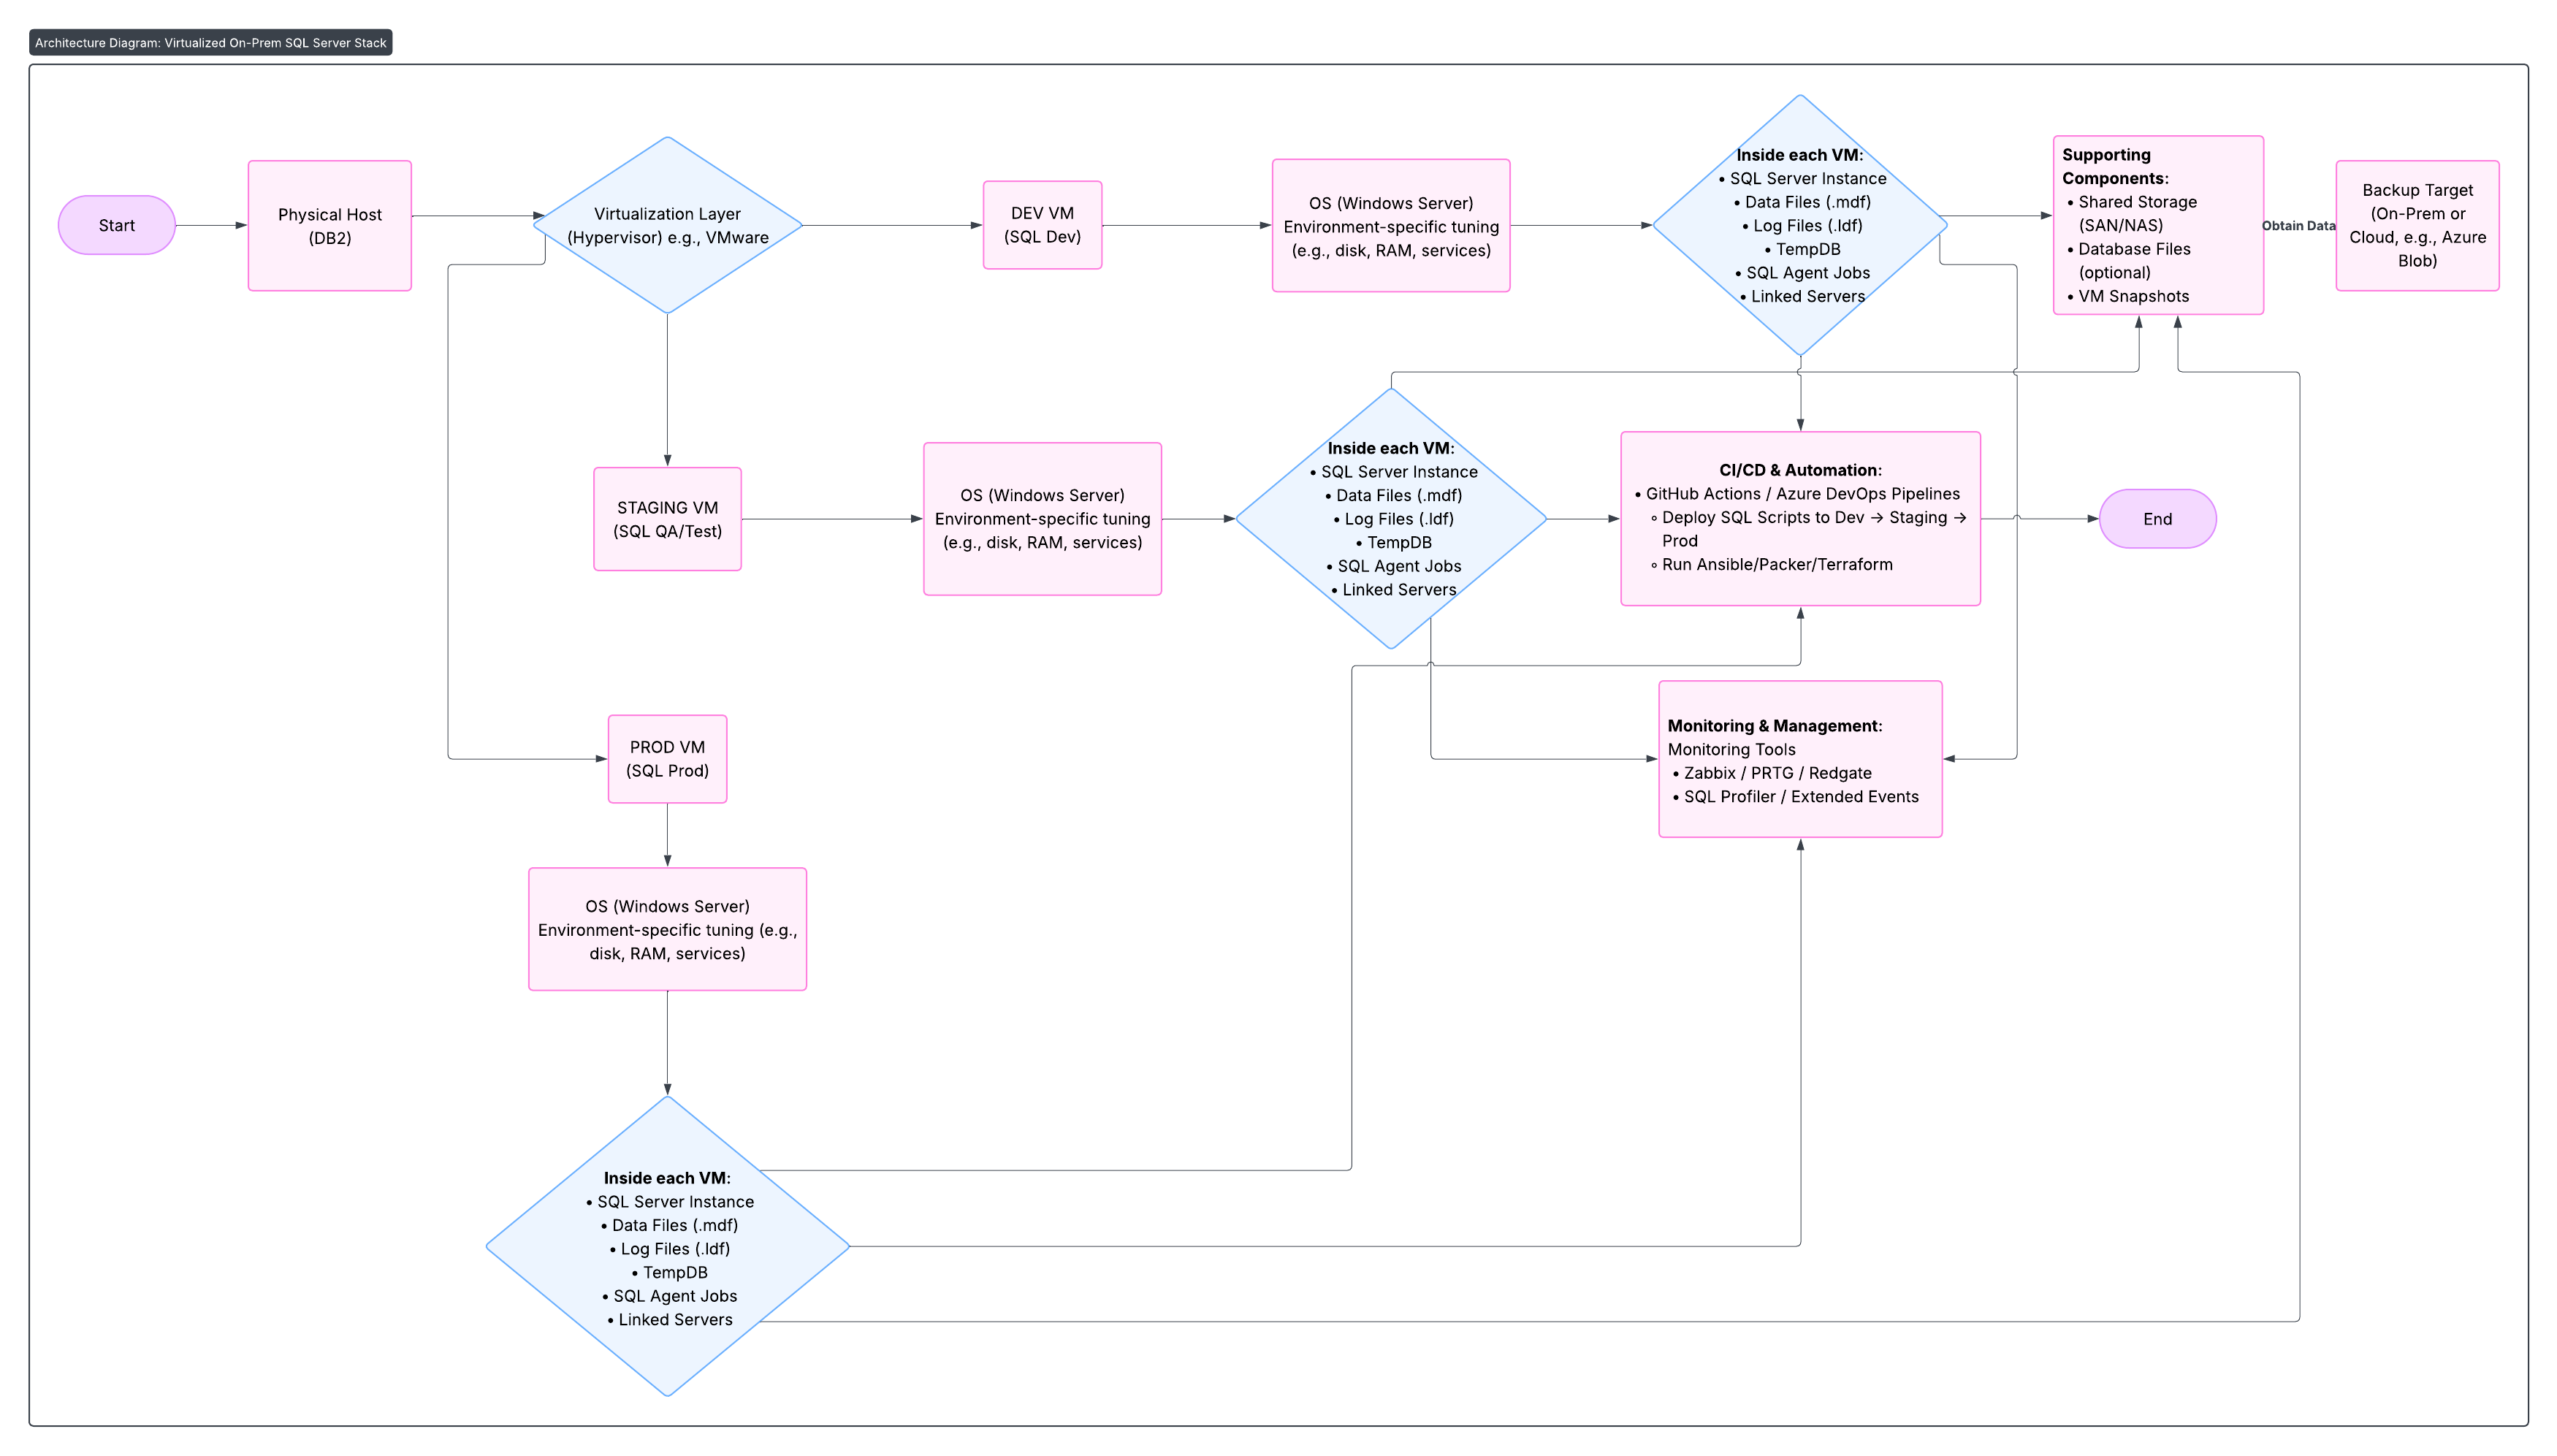 Architecture Diagram: Virtualized On-Prem SQL Server Stack
Start
Physical Host
(DB2)
Virtualization Layer
(Hypervisor) e.g., VMware
DEV VM
(SQL Dev)
OS (Windows Server)
Environment-specific tuning
(e.g., disk, RAM, services)
Inside each VM:
• SQL Server Instance
• Data Files (.mdf)
• Log Files (.ldf)
• TempDB
• SQL Agent Jobs
• Linked Servers
Supporting
Components:
• Shared Storage
(SAN/NAS)
• Database Files
(optional)
• VM Snapshots
Obtain Data
Backup Target
(On-Prem or
Cloud, e.g., Azure
Blob)
STAGING VM
(SQL QA/Test)
OS (Windows Server)
Environment-specific tuning
(e.g., disk, RAM, services)
Inside each VM:
• SQL Server Instance
• Data Files (.mdf)
• Log Files (.ldf)
• TempDB
• SQL Agent Jobs
• Linked Servers
CI/CD & Automation:
• GitHub Actions / Azure DevOps Pipelines
◦ Deploy SQL Scripts to Dev → Staging →
Prod
◦ Run Ansible/Packer/Terraform
End
PROD VM
(SQL Prod)
Monitoring & Management:
Monitoring Tools
• Zabbix / PRTG / Redgate
• SQL Profiler / Extended Events
OS (Windows Server)
Environment-specific tuning (e.g.,
disk, RAM, services)
Inside each VM:
• SQL Server Instance
• Data Files (.mdf)
• Log Files (.ldf)
• TempDB
• SQL Agent Jobs
• Linked Servers